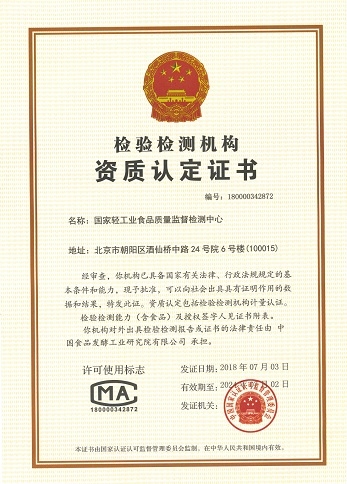 检验检测机构
资质认定证书
编号: 180000342872
名称: 国家轻工业食品质量监督检测中心
地址: 北京市朝阳区酒仙桥中路24号院6号楼(100015)
经审查, 你机构已具备国家有关法律、行政法规规定的基
本条件和能力, 现予批准, 可以向社会出具具有证明作用的数
据和结果, 特发此证。资质认定包括检验检测机构计量认证。
检验检测能力（含食品）及授权签字人见证书附表。
你机构对外出具检验检测报告或证书的法律责任由 中
国食品发酵工业研究院有限公司 承担。
许可使用标志
MA
180000342872
发证日期: 2018 年 07 月 03 日
有效期至: 2024 02 日
发证机关:
本证书由国家认证认可监督管理委员会监制, 在中华人民共和国境内有效。